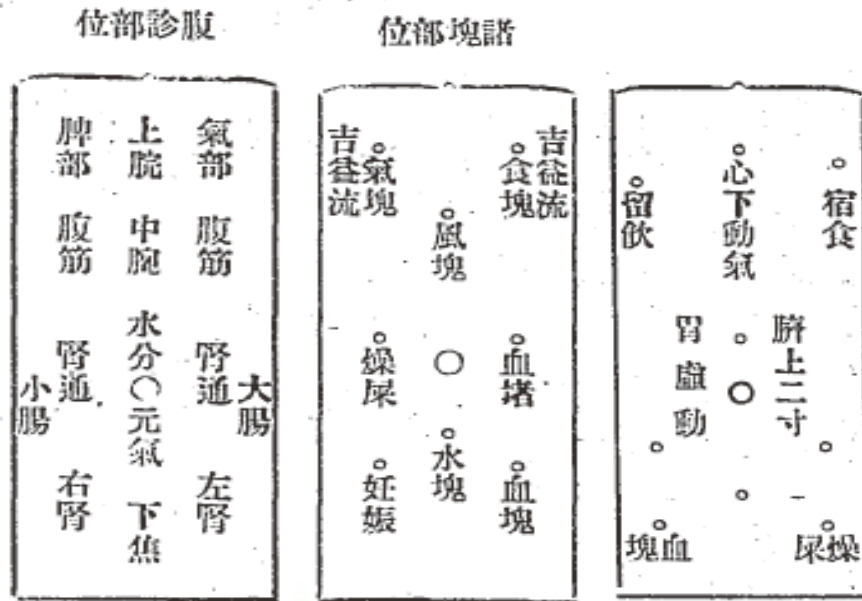 宿食
心下動氣
留飲
臍上二寸
胃虛動
燥屎
血塊
諸塊部位
吉益流
食塊
血堵
血塊
風塊
水塊
氣塊
燥屎
妊娠
吉益流
腹診部位
大腸
氣部 腹筋 腎通 左腎
上脘 中脘 水分○元氣 下焦
脾部 腹筋 腎通 右腎
小腸